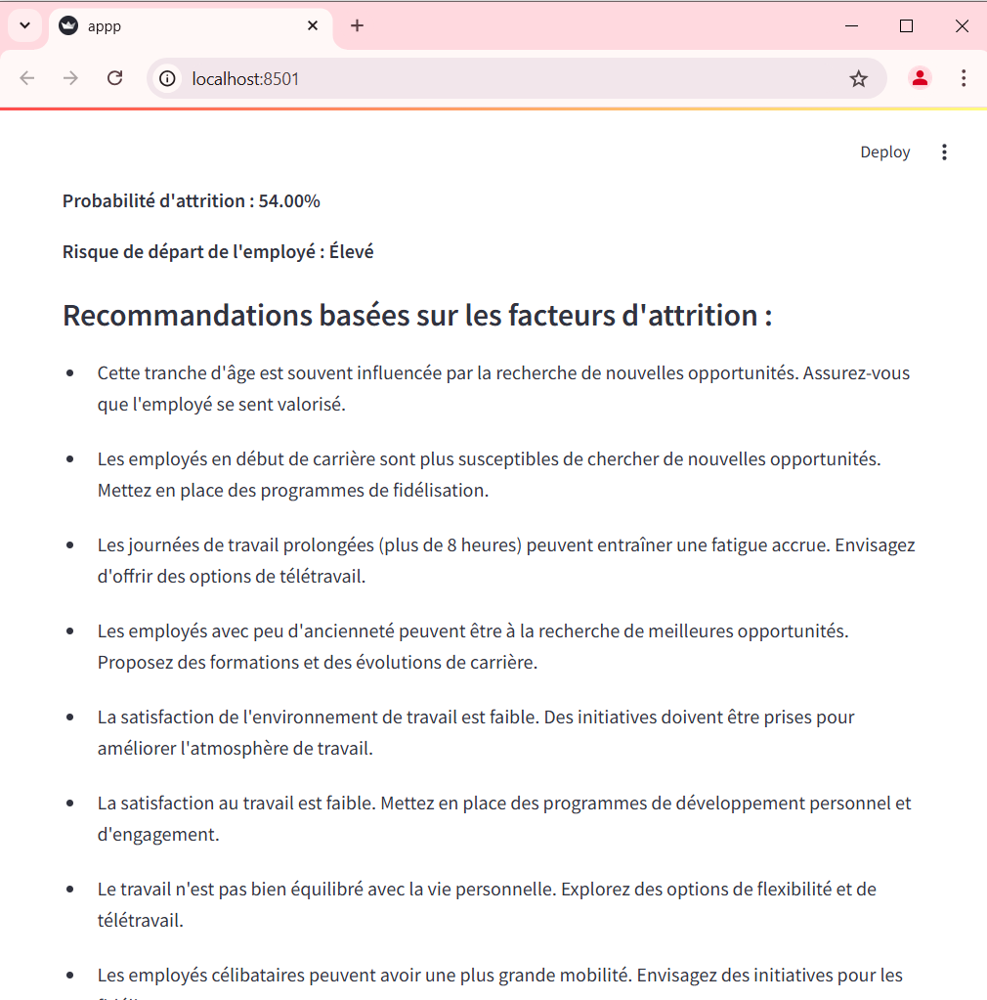 appp
localhost:8501
Deploy
Probabilité d'attrition : 54.00%
Risque de départ de l'employé : Élevé
Recommandations basées sur les facteurs d'attrition :
Cette tranche d'âge est souvent influencée par la recherche de nouvelles opportunités. Assurez-vous
que l'employé se sent valorisé.
Les employés en début de carrière sont plus susceptibles de chercher de nouvelles opportunités.
Mettez en place des programmes de fidélisation.
Les journées de travail prolongées (plus de 8 heures) peuvent entraîner une fatigue accrue. Envisagez
d'offrir des options de télétravail.
Les employés avec peu d'ancienneté peuvent être à la recherche de meilleures opportunités.
Proposez des formations et des évolutions de carrière.
La satisfaction de l'environnement de travail est faible. Des initiatives doivent être prises pour
améliorer l'atmosphère de travail.
La satisfaction au travail est faible. Mettez en place des programmes de développement personnel et
d'engagement.
Le travail n'est pas bien équilibré avec la vie personnelle. Explorez des options de flexibilité et de
télétravail.
Les employés célibataires peuvent avoir une plus grande mobilité. Envisagez des initiatives pour les